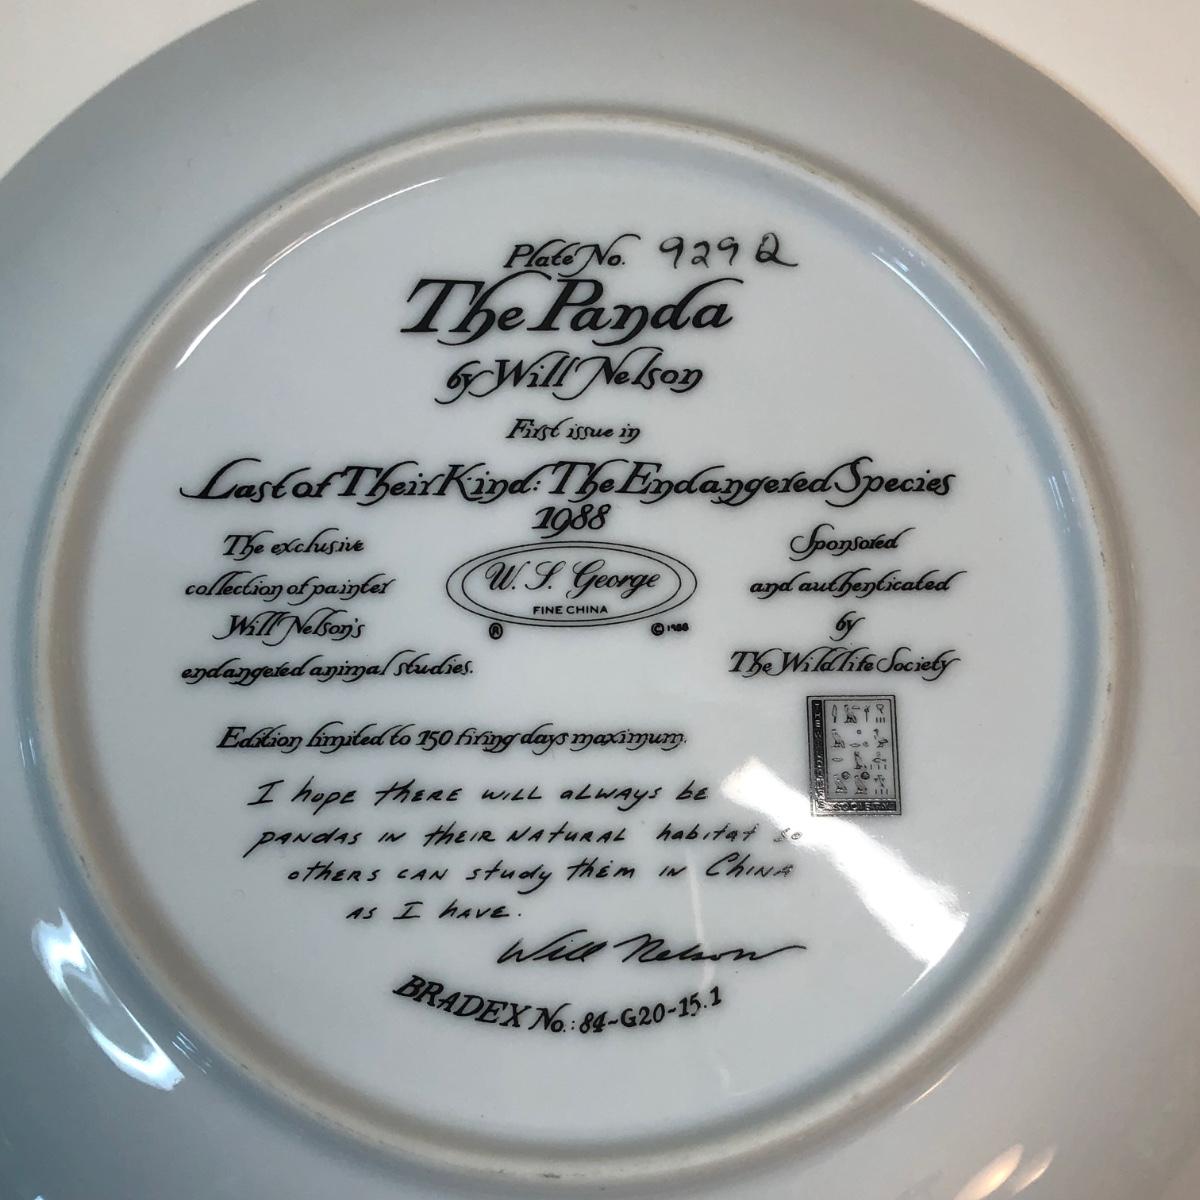 Plate No. 929 Q
The Panda
by Will Nelson
First issue in
Last of Their Kind: The Endangered Species
1988
The exclusive
collection of painter
Will Nelson's
endangered animal studies.
W. S. George
FINE CHINA
® © 1988
Sponsored
and authenticated
by
The Wildlife Society
Edition limited to 150 firing days maximum.
SOCIETY
I hope there will always be
pandas in their natural habitat so
others can study them in China
as I have.
Will Nelson
BRADEX No.: 84-G20-15.1